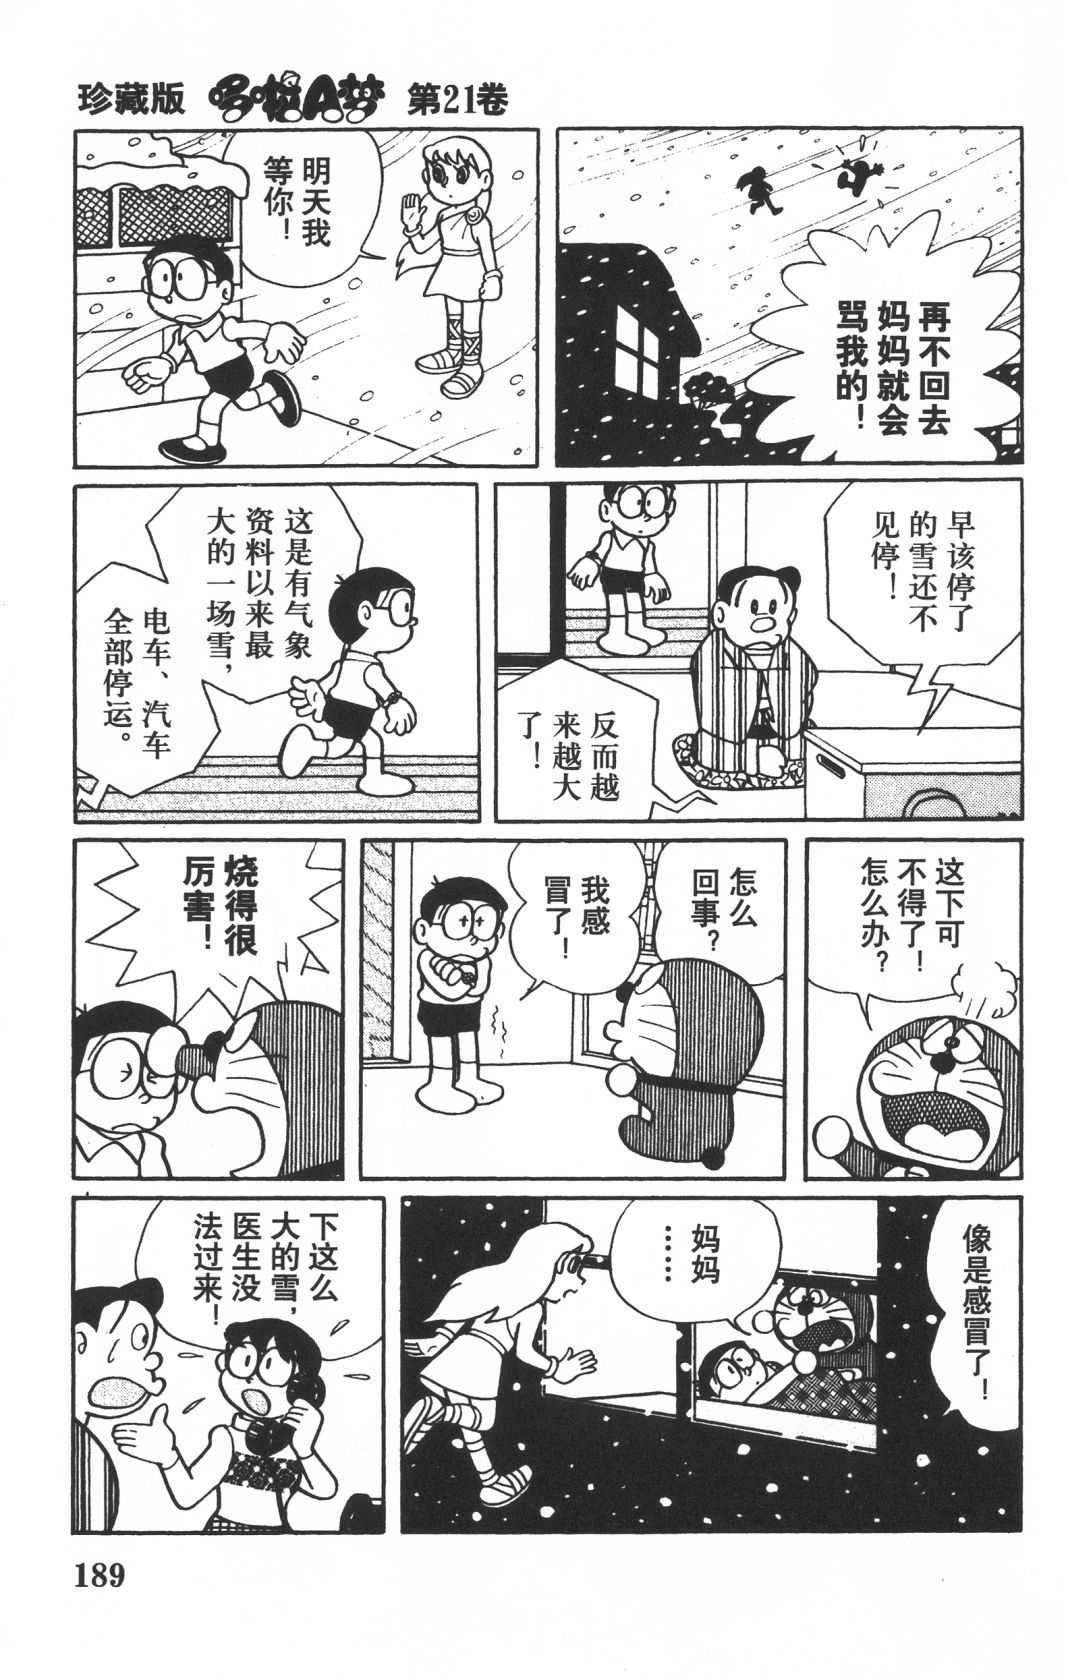 珍藏版 哆啦A梦 第21卷
再不回去
妈妈就会
骂我的！
明天我
等你！
早该停了
的雪还不
见停！
反而越
来越大
了！
这是有气象
资料以来最
大的一场雪，
电车、汽车
全部停运。
这下可
不得了！
怎么办？
怎么
回事？
我感
冒了！
烧得很
厉害！
像是感冒了！
妈妈
……
下这么
大的雪，
医生没
法过来！
189